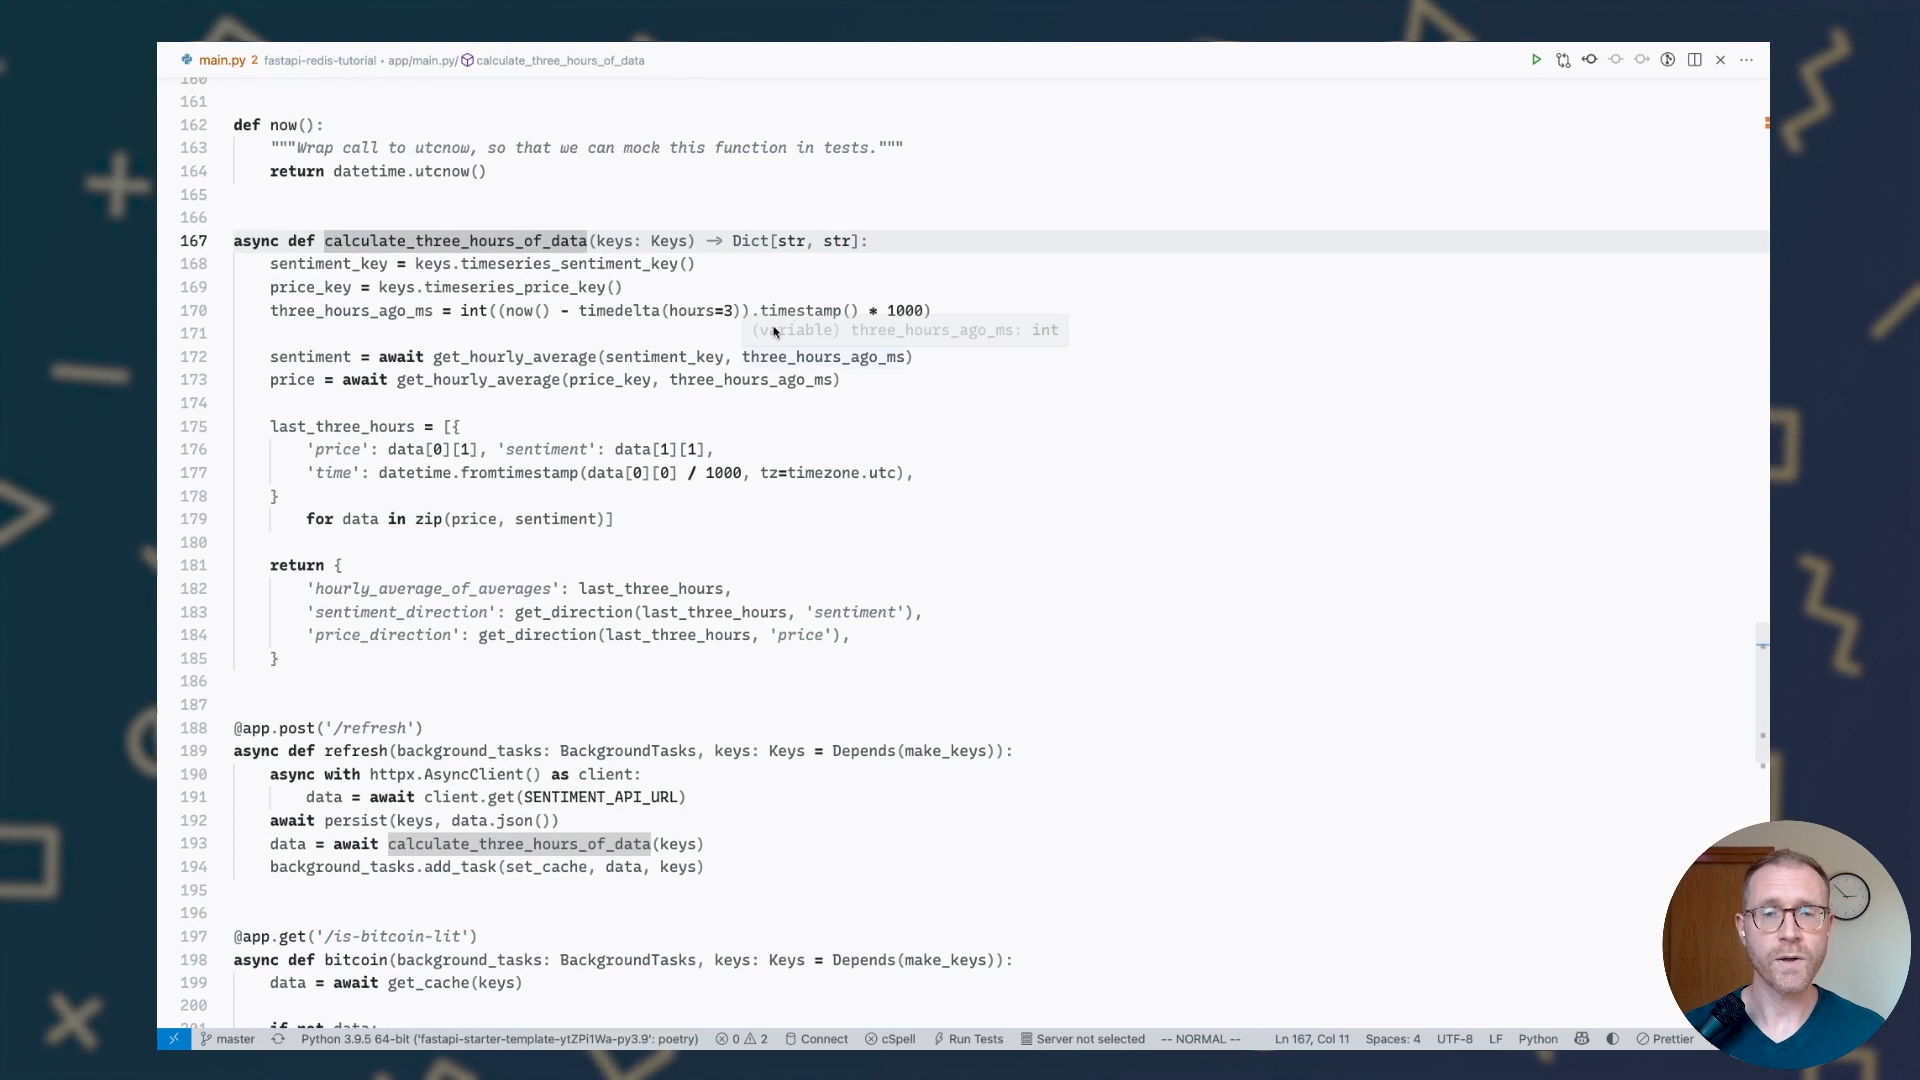 main.py 2 fastapi-redis-tutorial • app/main.py/ calculate_three_hours_of_data
160
161
162 def now():
163 """Wrap call to utcnow, so that we can mock this function in tests."""
164 return datetime.utcnow()
165
166
167 async def calculate_three_hours_of_data(keys: Keys) → Dict[str, str]:
168 sentiment_key = keys.timeseries_sentiment_key()
169 price_key = keys.timeseries_price_key()
170 three_hours_ago_ms = int((now() - timedelta(hours=3)).timestamp() * 1000)
171 (variable) three_hours_ago_ms: int
172 sentiment = await get_hourly_average(sentiment_key, three_hours_ago_ms)
173 price = await get_hourly_average(price_key, three_hours_ago_ms)
174
175 last_three_hours = [{
176 'price': data[0][1], 'sentiment': data[1][1],
177 'time': datetime.fromtimestamp(data[0][0] / 1000, tz=timezone.utc),
178 }
179 for data in zip(price, sentiment)]
180
181 return {
182 'hourly_average_of_averages': last_three_hours,
183 'sentiment_direction': get_direction(last_three_hours, 'sentiment'),
184 'price_direction': get_direction(last_three_hours, 'price'),
185 }
186
187
188 @app.post('/refresh')
189 async def refresh(background_tasks: BackgroundTasks, keys: Keys = Depends(make_keys)):
190 async with httpx.AsyncClient() as client:
191 data = await client.get(SENTIMENT_API_URL)
192 await persist(keys, data.json())
193 data = await calculate_three_hours_of_data(keys)
194 background_tasks.add_task(set_cache, data, keys)
195
196
197 @app.get('/is-bitcoin-lit')
198 async def bitcoin(background_tasks: BackgroundTasks, keys: Keys = Depends(make_keys)):
199 data = await get_cache(keys)
200
201 if not data:
master Python 3.9.5 64-bit ('fastapi-starter-template-ytZPi1Wa-py3.9': poetry) 0 2 Connect cSpell Run Tests Server not selected -- NORMAL -- Ln 167, Col 11 Spaces: 4 UTF-8 LF Python Prettier